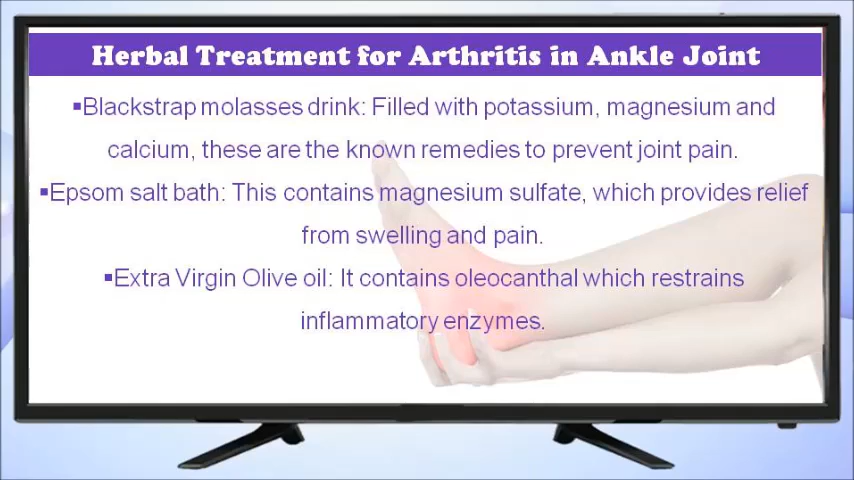 Herbal Treatment for Arthritis in Ankle Joint
▪Blackstrap molasses drink: Filled with potassium, magnesium and
calcium, these are the known remedies to prevent joint pain.
▪Epsom salt bath: This contains magnesium sulfate, which provides relief
from swelling and pain.
▪Extra Virgin Olive oil: It contains oleocanthal which restrains
inflammatory enzymes.